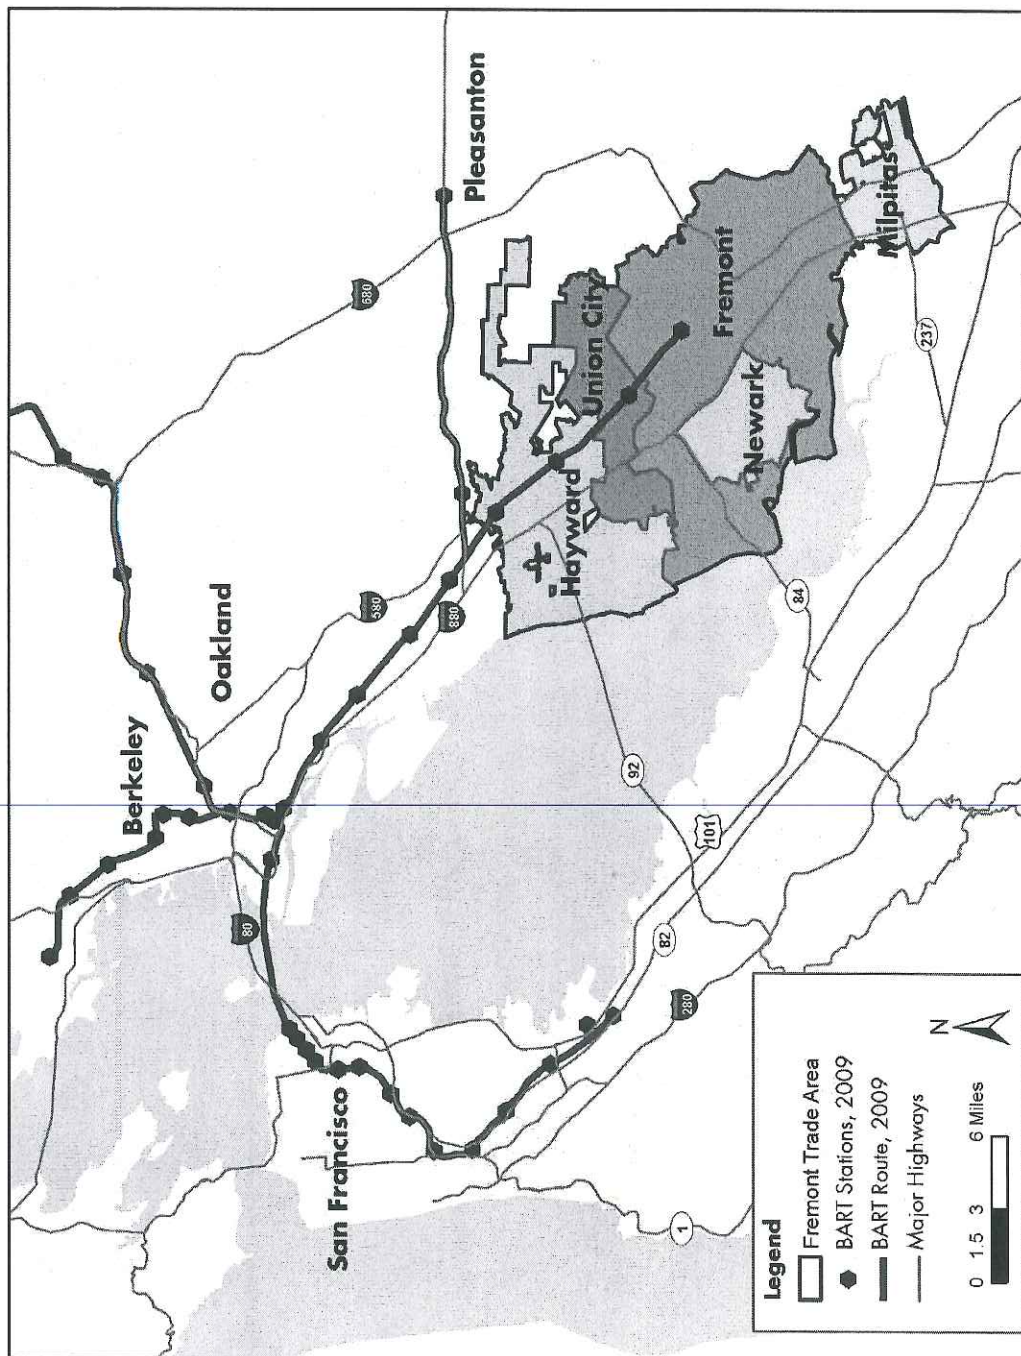 Berkeley
Oakland
Pleasanton
San Francisco
Hayward
Union City
Fremont
Newark
Milpitas
80
680
580
880
92
84
237
101
82
280
1
Legend
Fremont Trade Area
BART Stations, 2009
BART Route, 2009
Major Highways
0 1.5 3 6 Miles
N